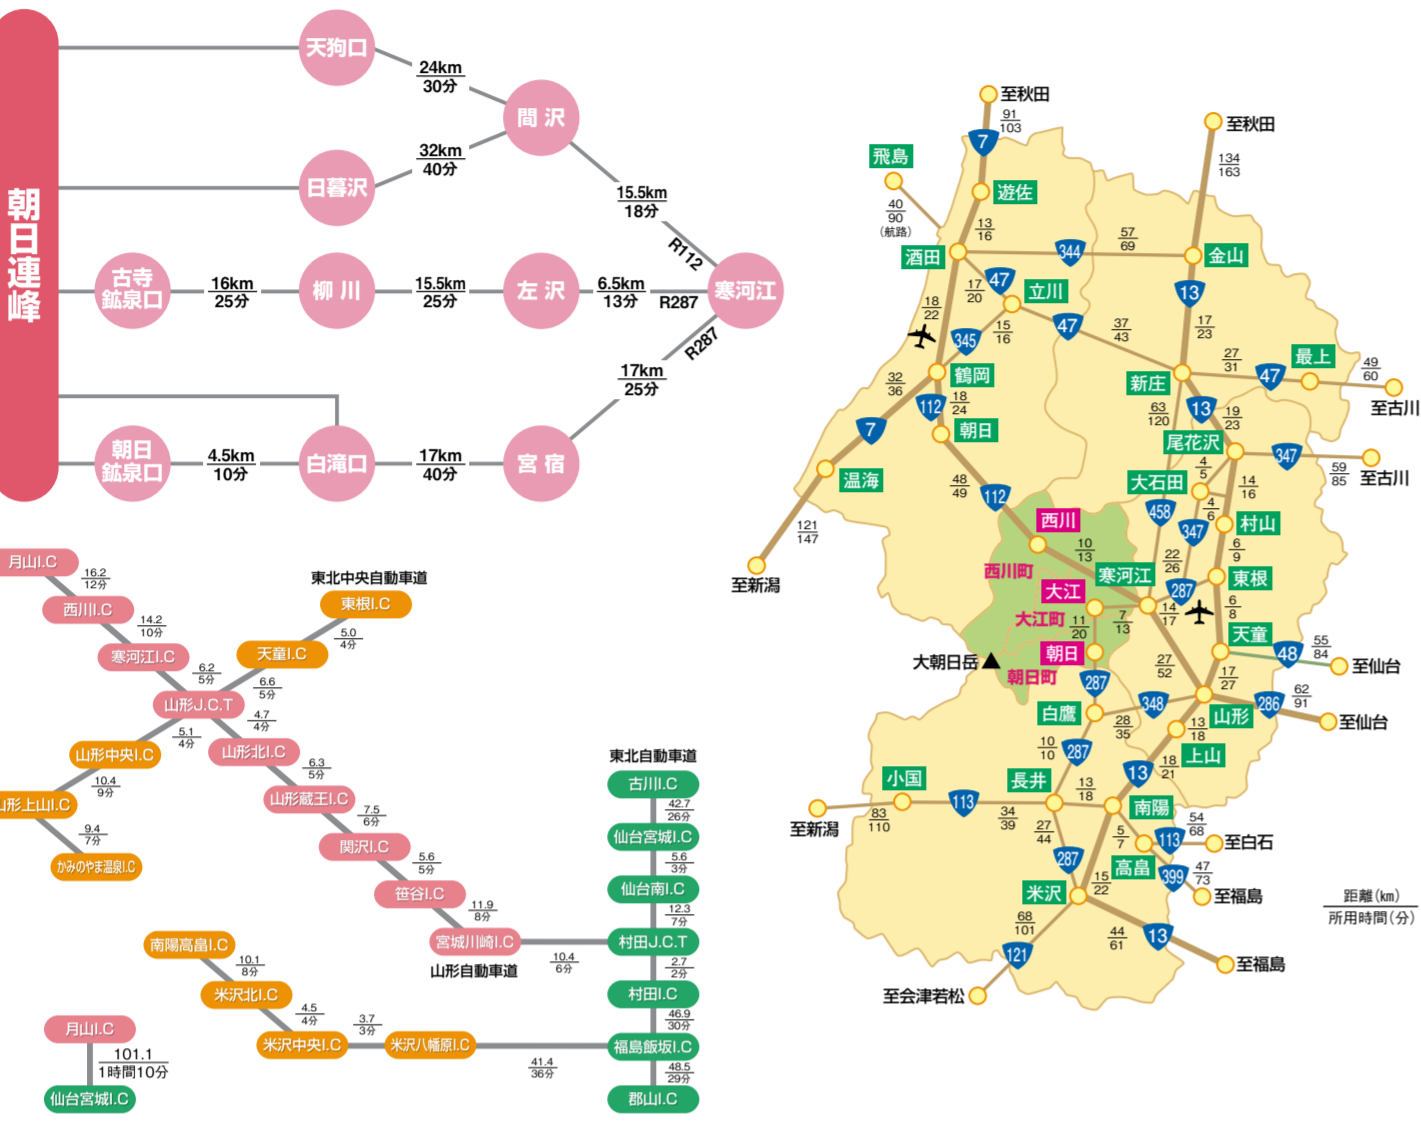 朝日連峰
天狗口
24km
30分
間沢
日暮沢
32km
40分
15.5km
18分
R112
古寺
鉱泉口
16km
25分
柳川
15.5km
25分
左沢
6.5km
13分
R287
寒河江
R287
17km
25分
朝日
鉱泉口
4.5km
10分
白滝口
17km
40分
宮宿
月山I.C
16.2
12分
西川I.C
14.2
10分
寒河江I.C
6.2
5分
山形J.C.T
東北中央自動車道
東根I.C
5.0
4分
天童I.C
6.6
5分
4.7
4分
5.1
4分
山形中央I.C
10.4
9分
山形上山I.C
9.4
7分
かみのやま温泉I.C
山形北I.C
6.3
5分
山形蔵王I.C
7.5
6分
関沢I.C
5.6
5分
笹谷I.C
11.9
8分
宮城川崎I.C
山形自動車道
10.4
6分
東北自動車道
古川I.C
42.7
26分
仙台宮城I.C
5.6
3分
仙台南I.C
12.3
7分
村田J.C.T
2.7
2分
村田I.C
46.9
30分
福島飯坂I.C
48.5
29分
郡山I.C
南陽高畠I.C
10.1
8分
米沢北I.C
4.5
4分
米沢中央I.C
3.7
3分
米沢八幡原I.C
41.4
36分
月山I.C
101.1
1時間10分
仙台宮城I.C
至秋田
91
103
7
至秋田
134
163
飛島
40
90
(航路)
遊佐
13
16
酒田
344
57
69
金山
47
17
20
立川
13
18
22
345
15
16
47
37
43
17
23
27
31
最上
47
49
60
至古川
鶴岡
新庄
32
36
112
18
24
63
120
13
19
23
7
朝日
尾花沢
347
59
85
至古川
温海
48
49
112
大石田
4
5
14
16
4
6
458
347
村山
121
147
至新潟
西川
10
13
西川町
寒河江
22
26
287
6
9
東根
大江
大江町
7
13
14
17
6
8
天童
11
20
朝日
大朝日岳
朝日町
287
27
52
48
55
84
至仙台
17
27
白鷹
28
35
348
山形
286
62
91
至仙台
10
10
287
13
18
上山
小国
長井
13
18
13
18
21
南陽
至新潟
83
110
113
34
39
27
44
5
7
113
54
68
至白石
287
高畠
399
47
73
至福島
米沢
15
22
68
101
121
44
61
13
至福島
至会津若松
距離(㎞)
所用時間(分)